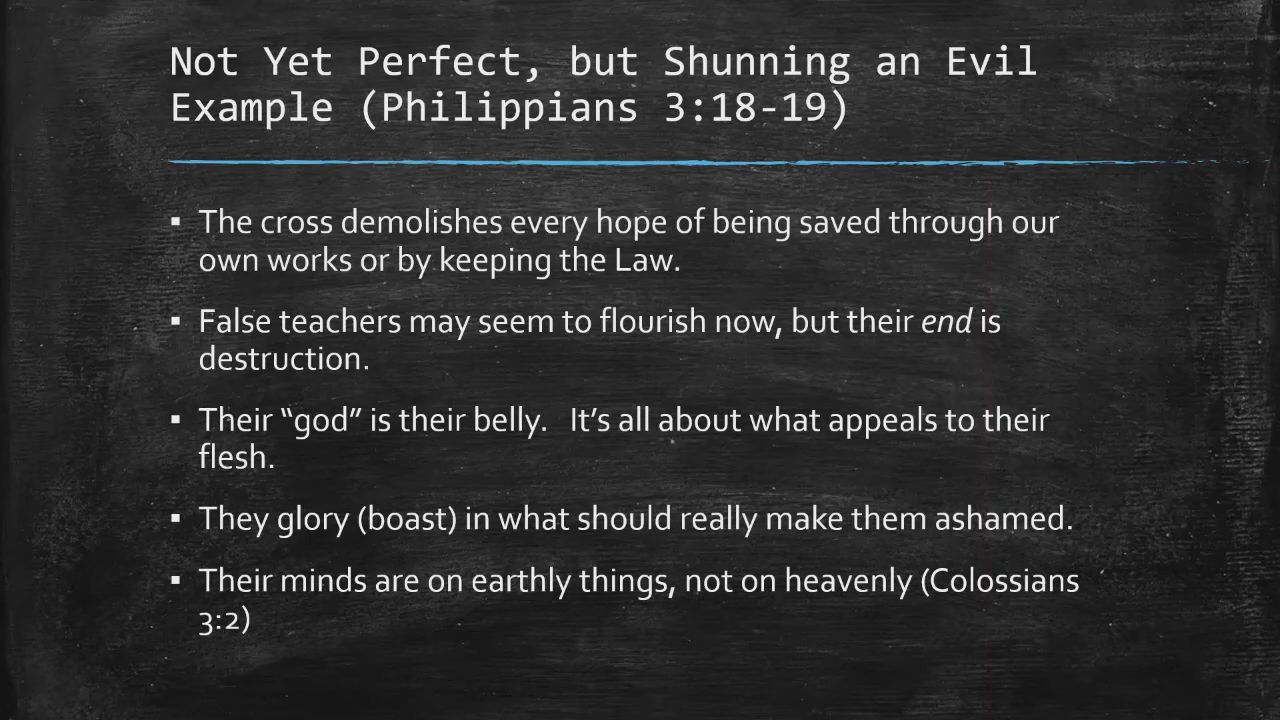 Not Yet Perfect, but Shunning an Evil
Example (Philippians 3:18-19)
▪ The cross demolishes every hope of being saved through our
own works or by keeping the Law.
▪ False teachers may seem to flourish now, but their end is
destruction.
▪ Their “god” is their belly.   It’s all about what appeals to their
flesh.
▪ They glory (boast) in what should really make them ashamed.
▪ Their minds are on earthly things, not on heavenly (Colossians
3:2)